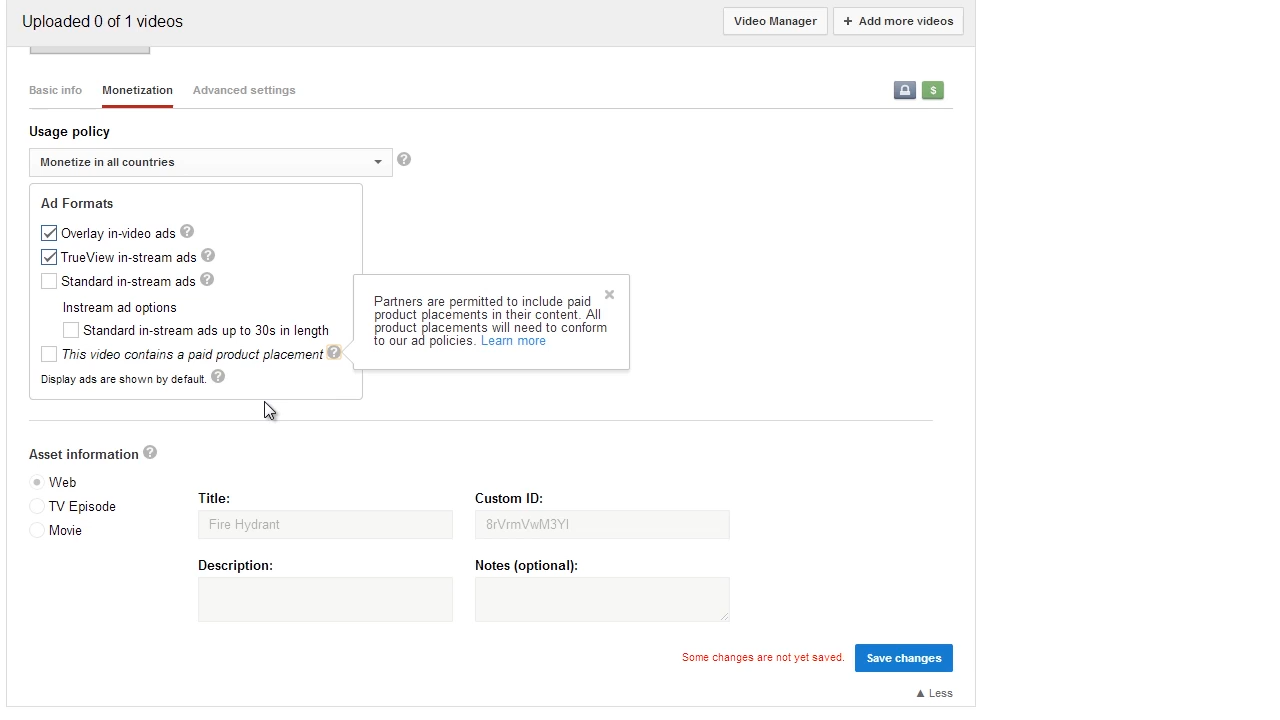 Uploaded 0 of 1 videos
Video Manager
+ Add more videos
Basic info
Monetization
Advanced settings
$
Usage policy
Monetize in all countries
?
Ad Formats
Overlay in-video ads ?
TrueView in-stream ads ?
Standard in-stream ads ?
Instream ad options
Standard in-stream ads up to 30s in length
This video contains a paid product placement ?
Display ads are shown by default. ?
Partners are permitted to include paid
product placements in their content. All
product placements will need to conform
to our ad policies. Learn more
Asset information ?
Web
TV Episode
Movie
Title:
Fire Hydrant
Custom ID:
8rVrmVwM3YI
Description:
Notes (optional):
Some changes are not yet saved.
Save changes
▲ Less